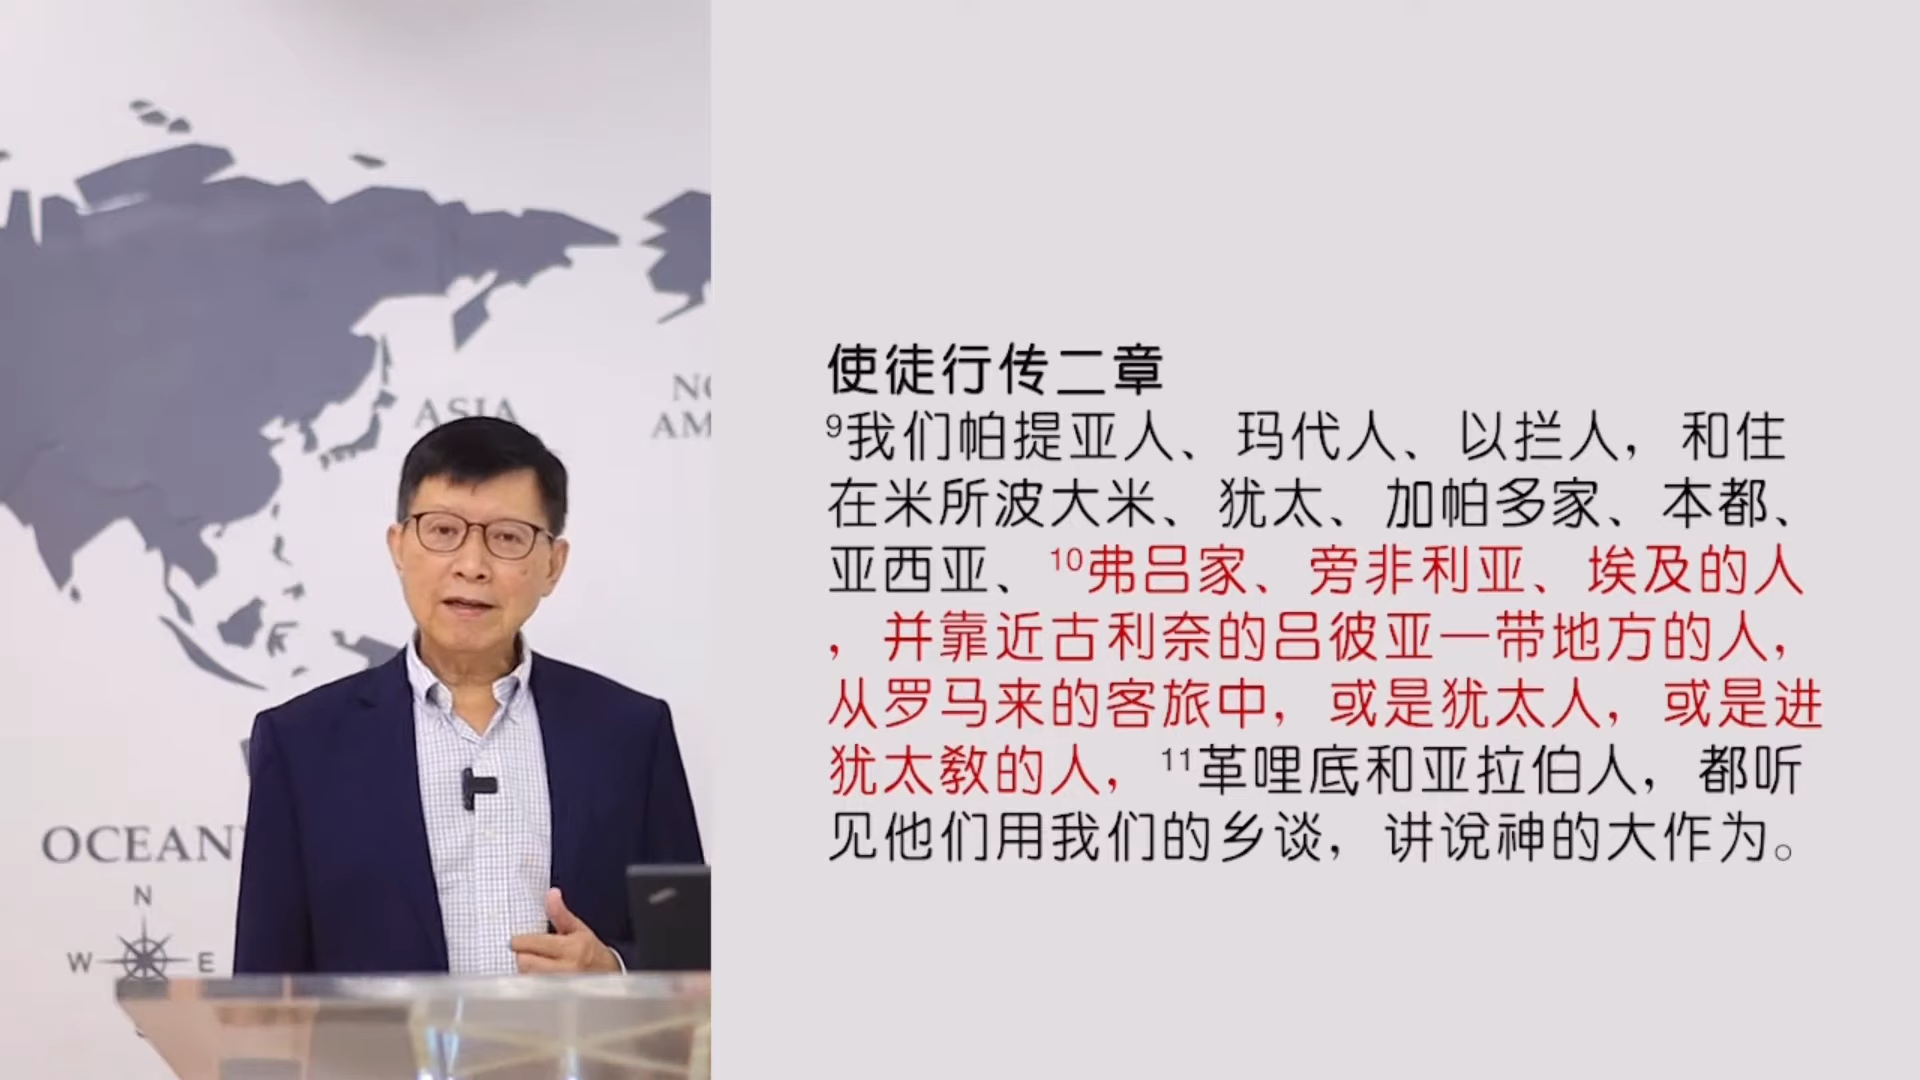 ASIA
OCEAN
N
W
E
使徒行传二章
9我们帕提亚人、玛代人、以拦人，和住
在米所波大米、犹太、加帕多家、本都、
亚西亚、10弗吕家、旁非利亚、埃及的人
，并靠近古利奈的吕彼亚一带地方的人，
从罗马来的客旅中，或是犹太人，或是进
犹太教的人，11革哩底和亚拉伯人，都听
见他们用我们的乡谈，讲说神的大作为。